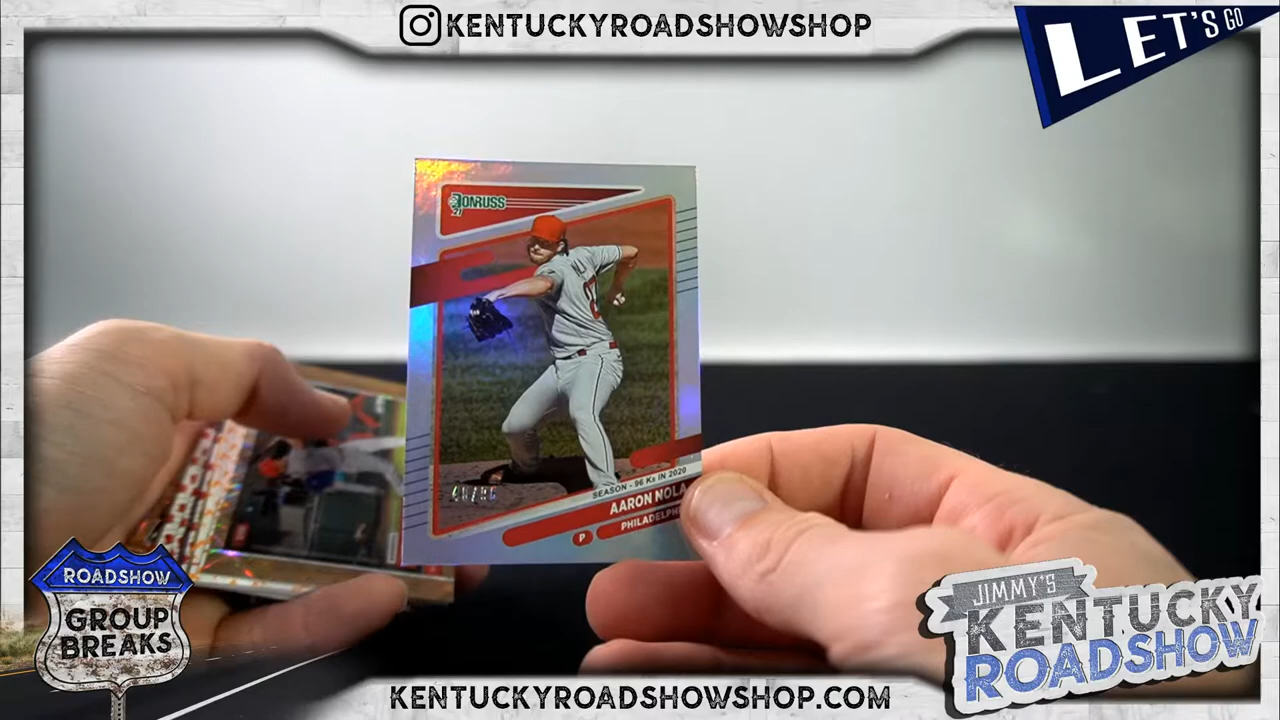 KENTUCKYROADSHOWSHOP
LET'S GO
DONRUSS
21
SEASON - 96 Ks IN 2020
AARON NOLA
P
PHILADELPH
ROADSHOW
GROUP
BREAKS
JIMMY'S
KENTUCKY
ROADSHOW
KENTUCKYROADSHOWSHOP.COM